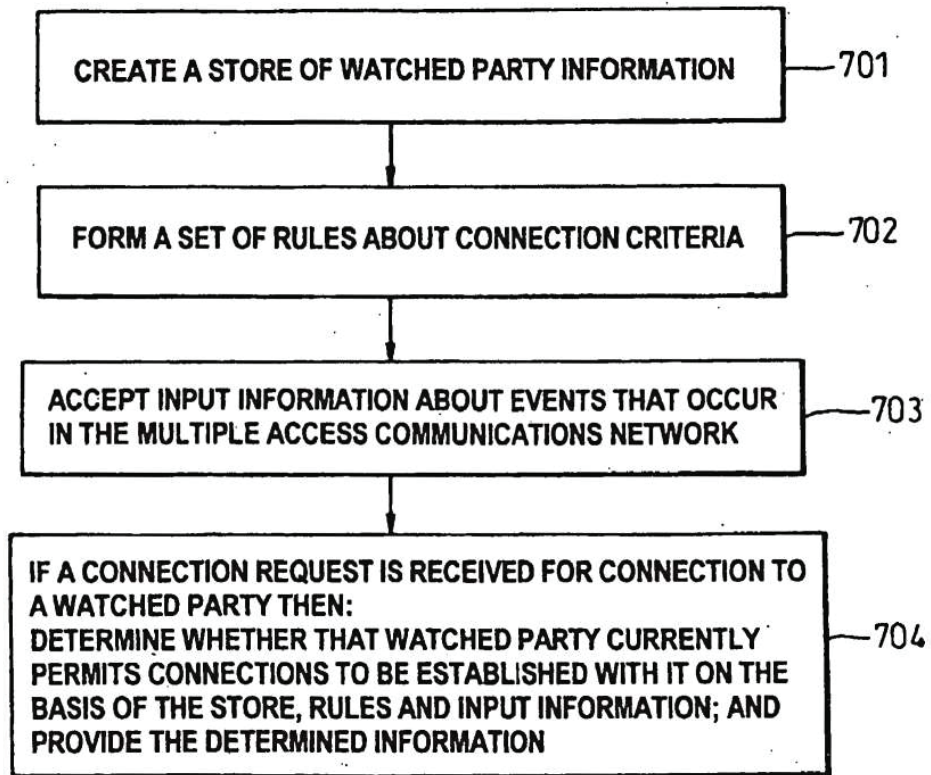 CREATE A STORE OF WATCHED PARTY INFORMATION
701
FORM A SET OF RULES ABOUT CONNECTION CRITERIA
702
ACCEPT INPUT INFORMATION ABOUT EVENTS THAT OCCUR
IN THE MULTIPLE ACCESS COMMUNICATIONS NETWORK
703
IF A CONNECTION REQUEST IS RECEIVED FOR CONNECTION TO
A WATCHED PARTY THEN:
DETERMINE WHETHER THAT WATCHED PARTY CURRENTLY
PERMITS CONNECTIONS TO BE ESTABLISHED WITH IT ON THE
BASIS OF THE STORE, RULES AND INPUT INFORMATION; AND
PROVIDE THE DETERMINED INFORMATION
704